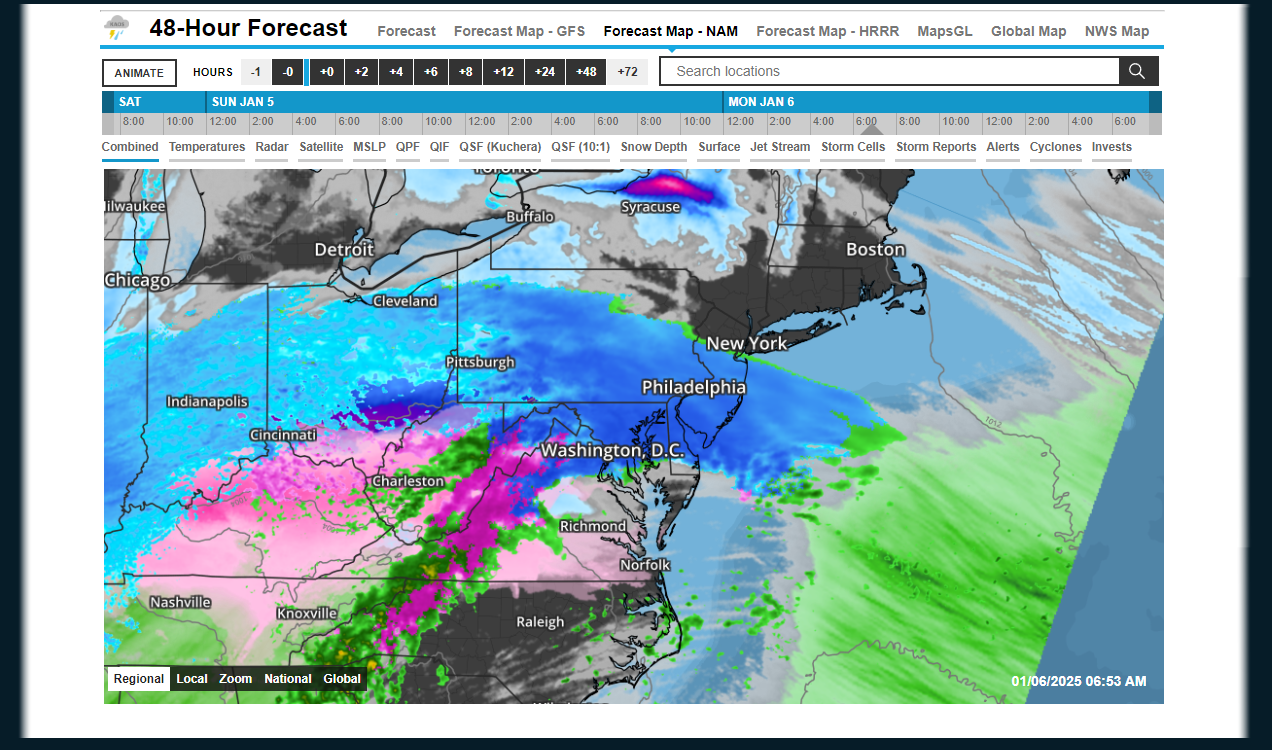 RAOS
48-Hour Forecast
Forecast Forecast Map - GFS Forecast Map - NAM Forecast Map - HRRR MapsGL Global Map NWS Map
ANIMATE HOURS -1 -0 +0 +2 +4 +6 +8 +12 +24 +48 +72 Search locations
SAT SUN JAN 5 MON JAN 6
8:00 10:00 12:00 2:00 4:00 6:00 8:00 10:00 12:00 2:00 4:00 6:00 8:00 10:00 12:00 2:00 4:00 6:00 8:00 10:00 12:00 2:00 4:00 6:00
Combined Temperatures Radar Satellite MSLP QPF QIF QSF (Kuchera) QSF (10:1) Snow Depth Surface Jet Stream Storm Cells Storm Reports Alerts Cyclones Invests
Toronto
ilwaukee
Syracuse
Buffalo
Detroit
Boston
Chicago
Cleveland
New York
Pittsburgh
Philadelphia
Indianapolis
1012
Cincinnati
Washington, D.C.
Charleston
Richmond
Norfolk
Nashville
Knoxville
Raleigh
Regional Local Zoom National Global
01/06/2025 06:53 AM